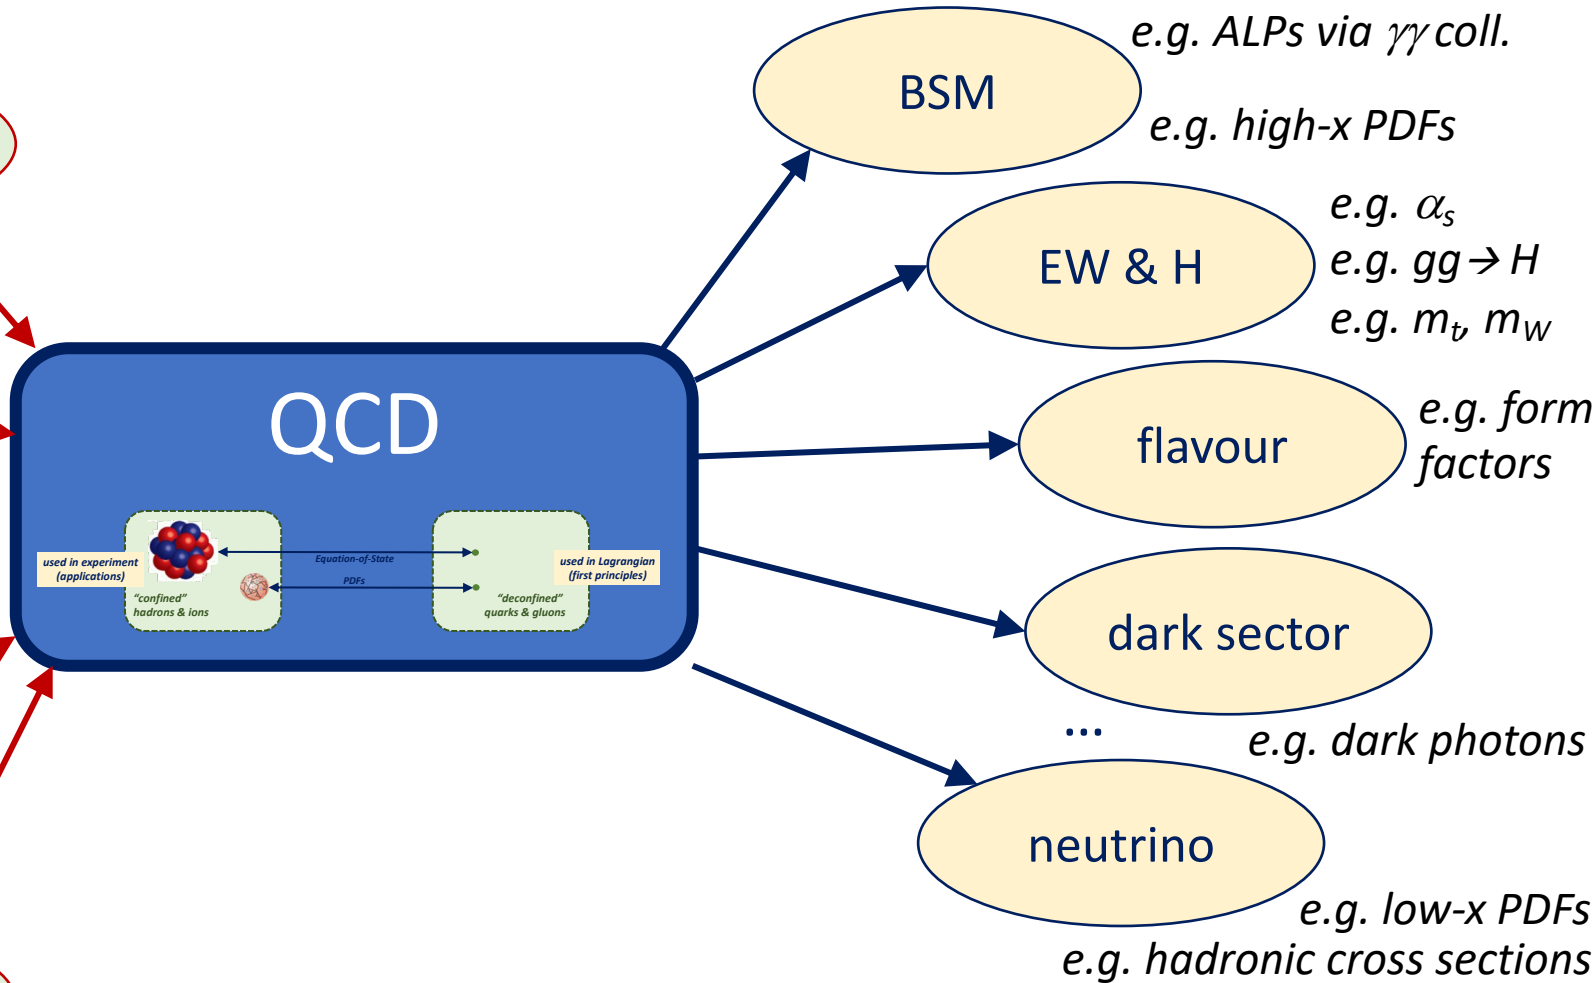 e.g. ALPs via γγ coll.
BSM
e.g. high-x PDFs
e.g. αs
EW & H
e.g. gg→ H
e.g. mt, mW
QCD
flavour
e.g. form
factors
used in experiment
(applications)
Equation-of-State
used in Lagrangian
(first principles)
PDFs
"confined"
hadrons & ions
"deconfined"
quarks & gluons
dark sector
...
e.g. dark photons
neutrino
e.g. low-x PDFs
e.g. hadronic cross sections